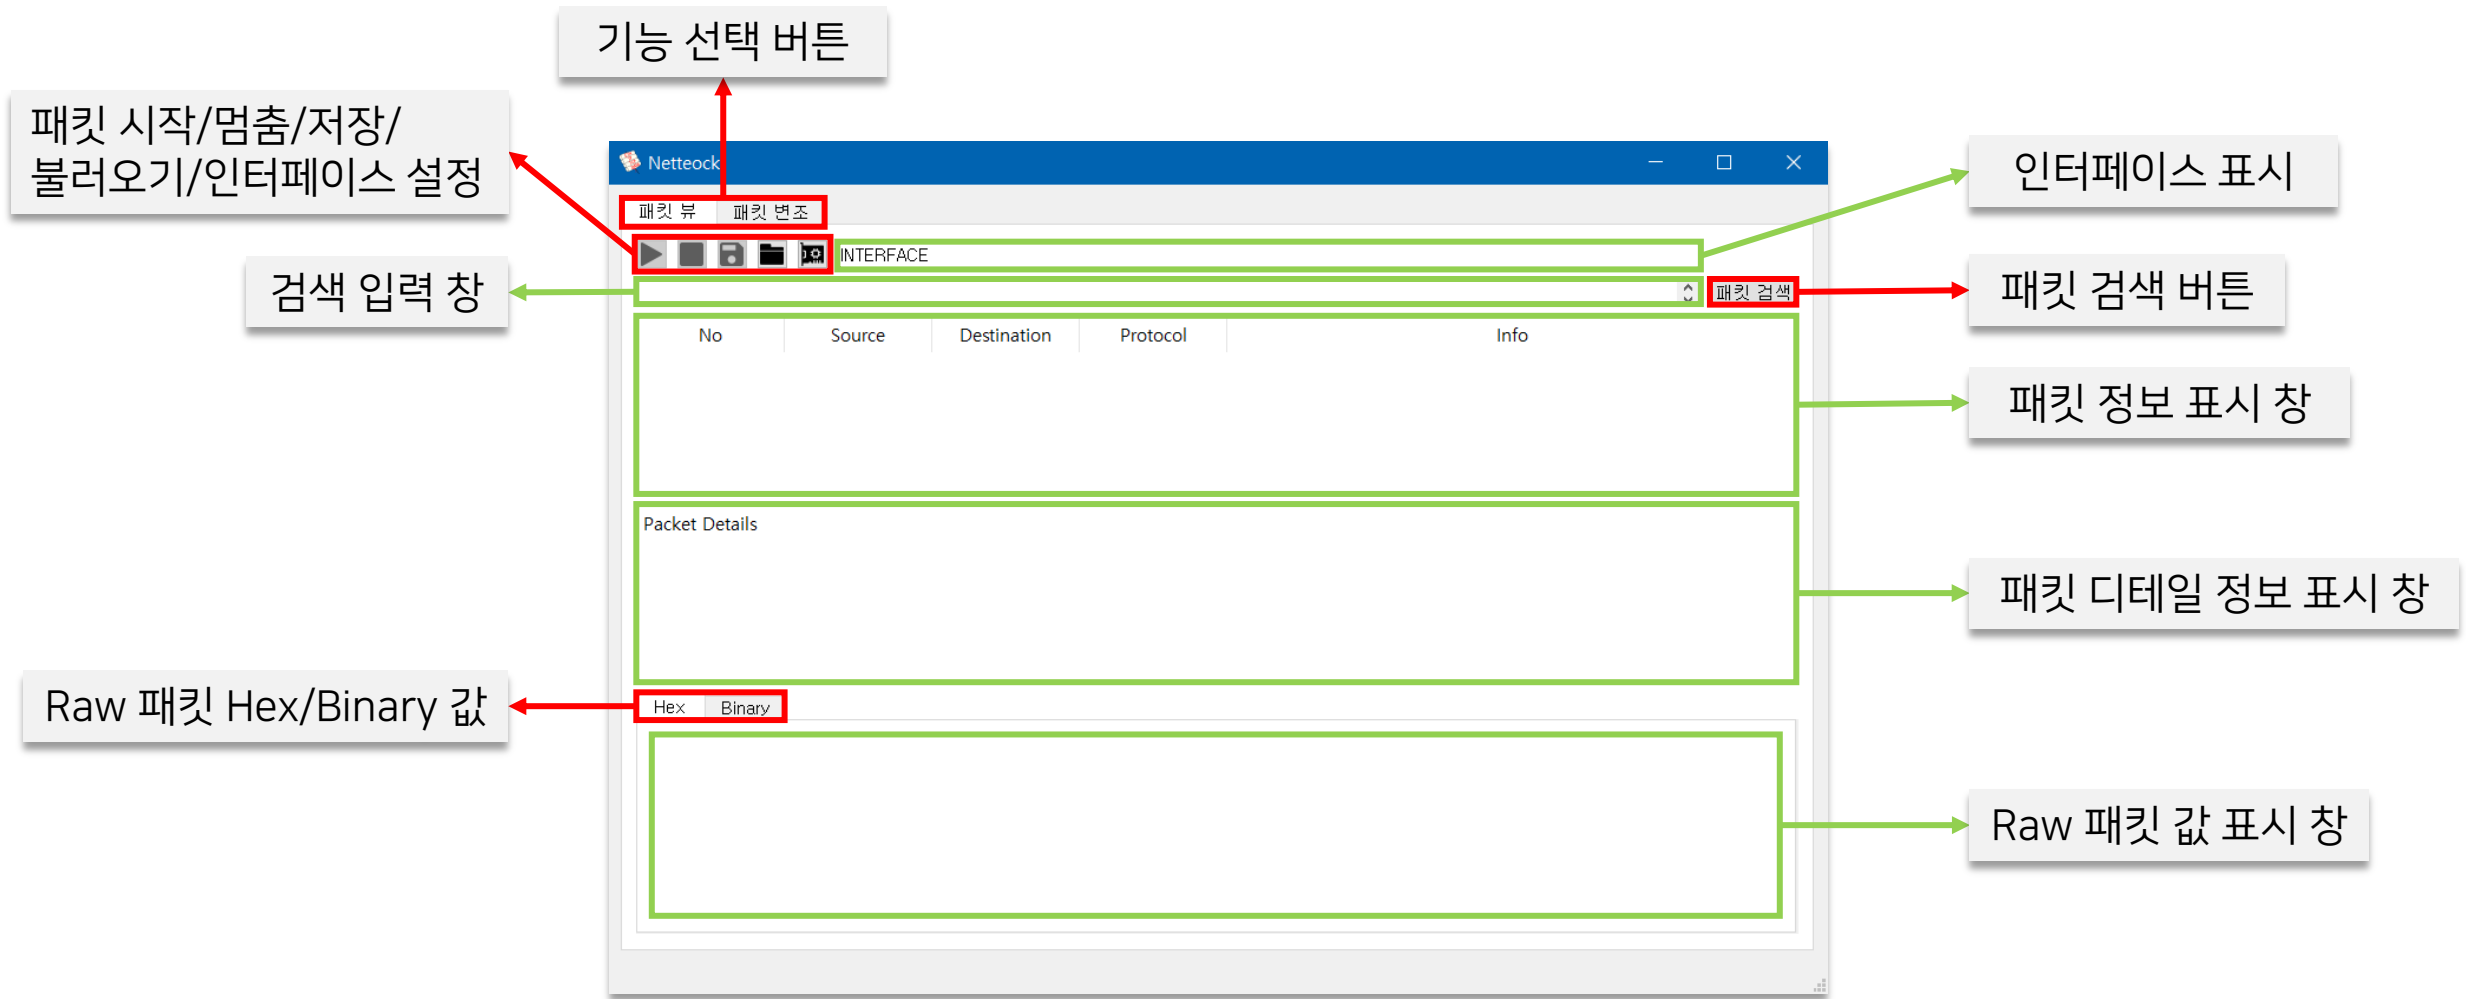 기능 선택 버튼
패킷 시작/멈춤/저장/
불러오기/인터페이스 설정
Netteock
인터페이스 표시
패킷 뷰 패킷 변조
INTERFACE
검색 입력 창
패킷 검색
패킷 검색 버튼
No Source Destination Protocol Info
패킷 정보 표시 창
Packet Details
패킷 디테일 정보 표시 창
Raw 패킷 Hex/Binary 값
Hex Binary
Raw 패킷 값 표시 창